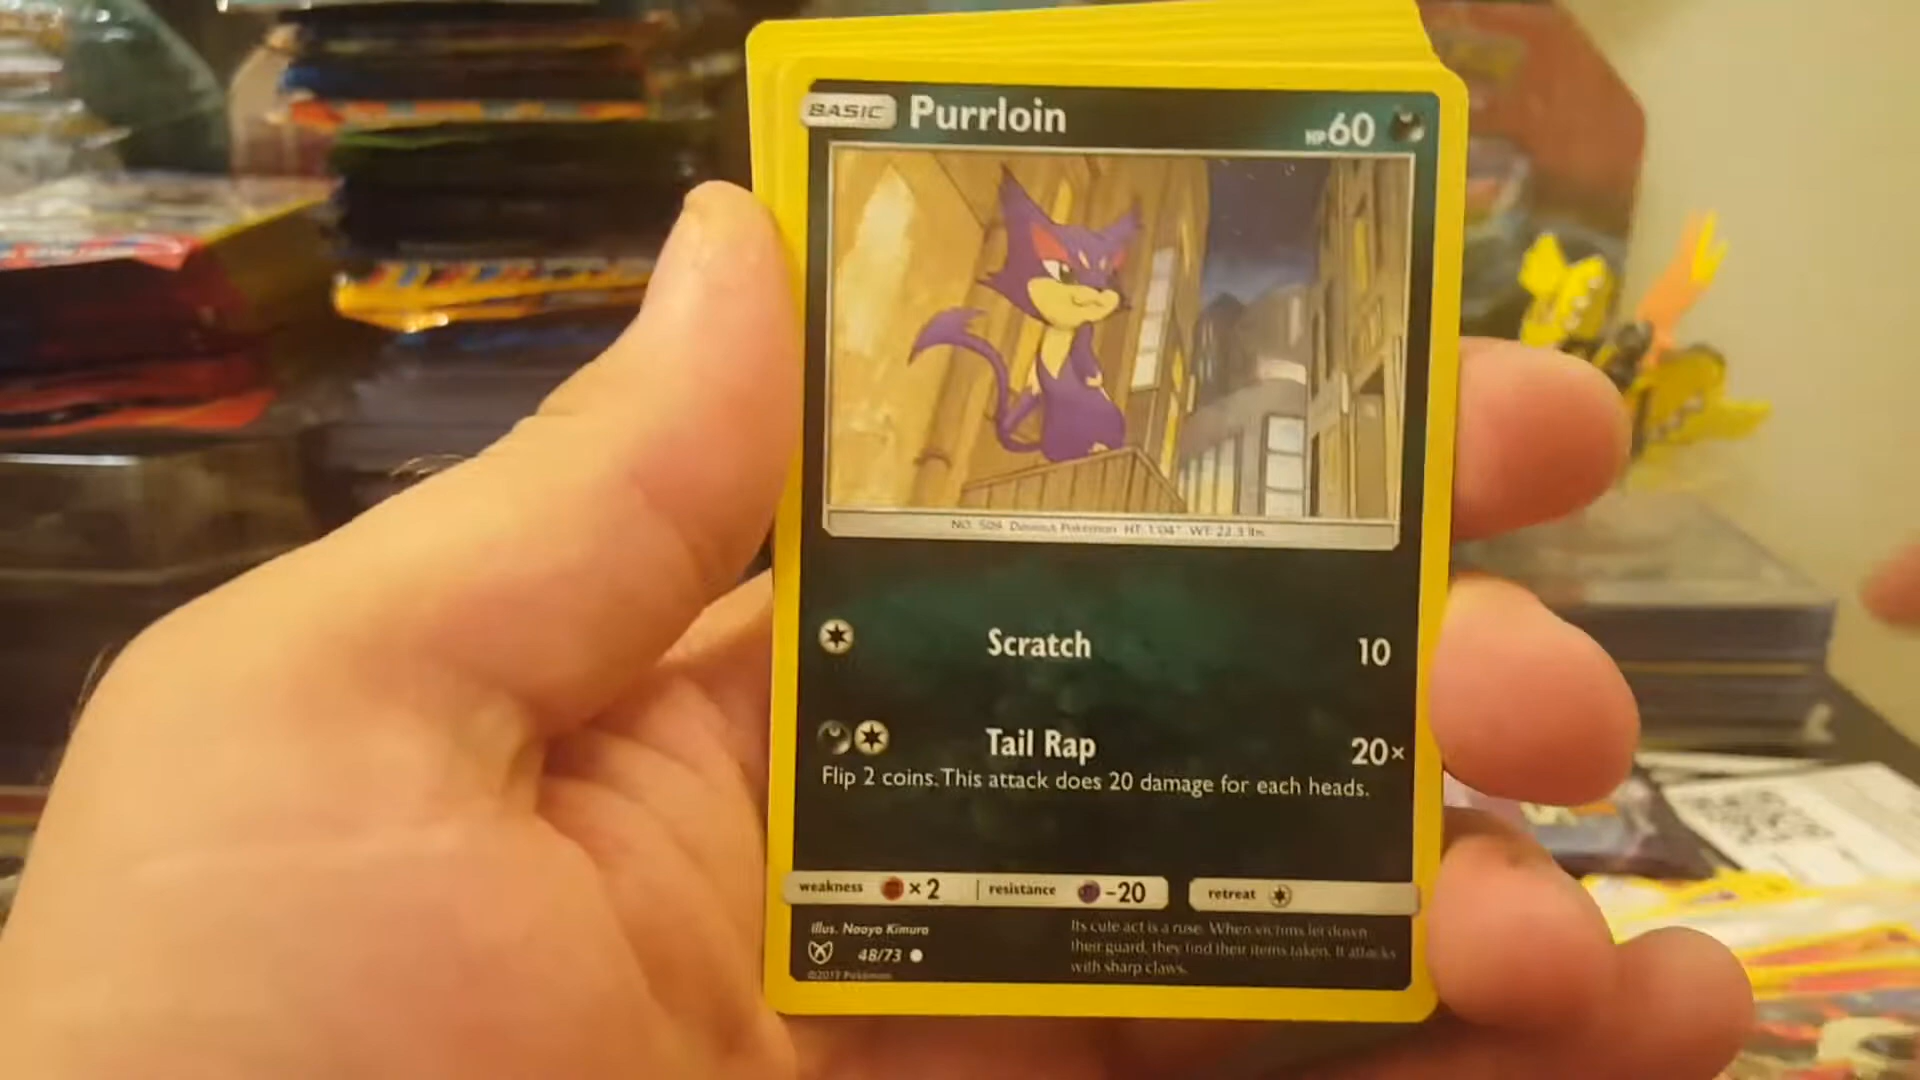 BASIC Purrloin HP60
NO. 509 Devious Pokémon HT: 1'04" WT: 22.3 lbs.
Scratch 10
Tail Rap 20×
Flip 2 coins. This attack does 20 damage for each heads.
weakness ×2 resistance -20 retreat
Illus. Naoyo Kimura
48/73
©2017 Pokémon
Its cute act is a ruse. When victims let down
their guard, they find their items taken. It attacks
with sharp claws.